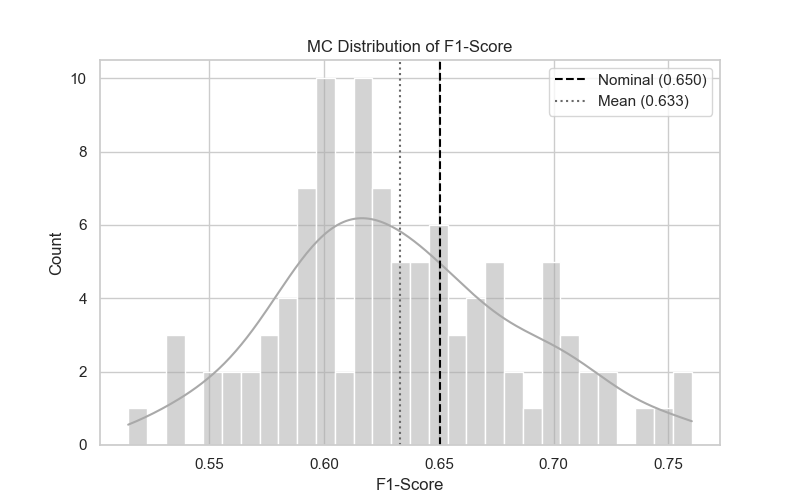 MC Distribution of F1-Score
Nominal (0.650)
Mean (0.633)
Count
10
8
6
4
2
0
0.55 0.60 0.65 0.70 0.75
F1-Score